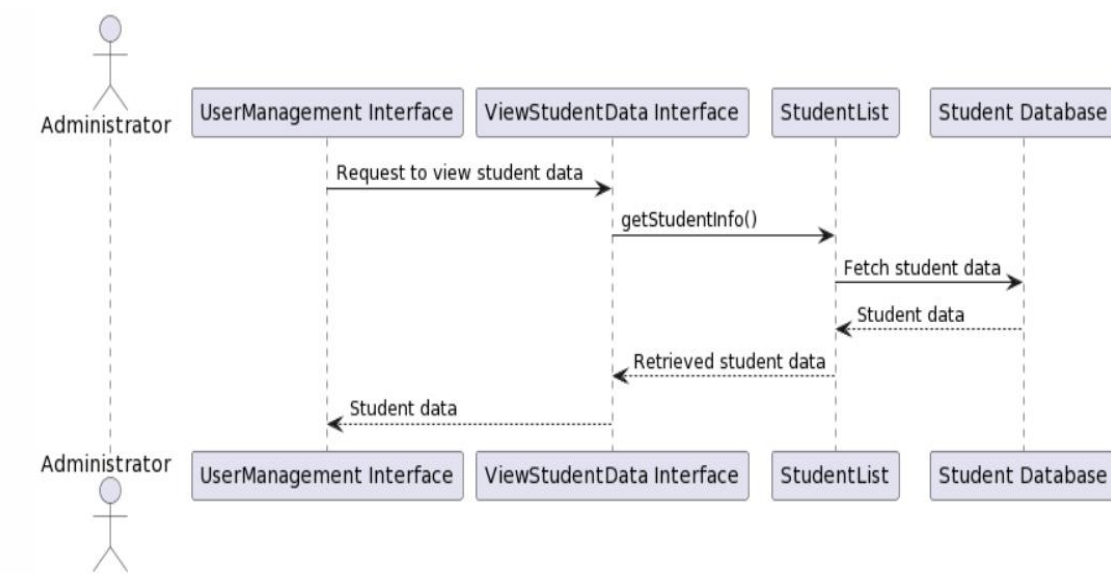 Administrator
UserManagement Interface
ViewStudentData Interface
StudentList
Student Database
Request to view student data
getStudentInfo()
Fetch student data
Student data
Retrieved student data
Student data
Administrator
UserManagement Interface
ViewStudentData Interface
StudentList
Student Database